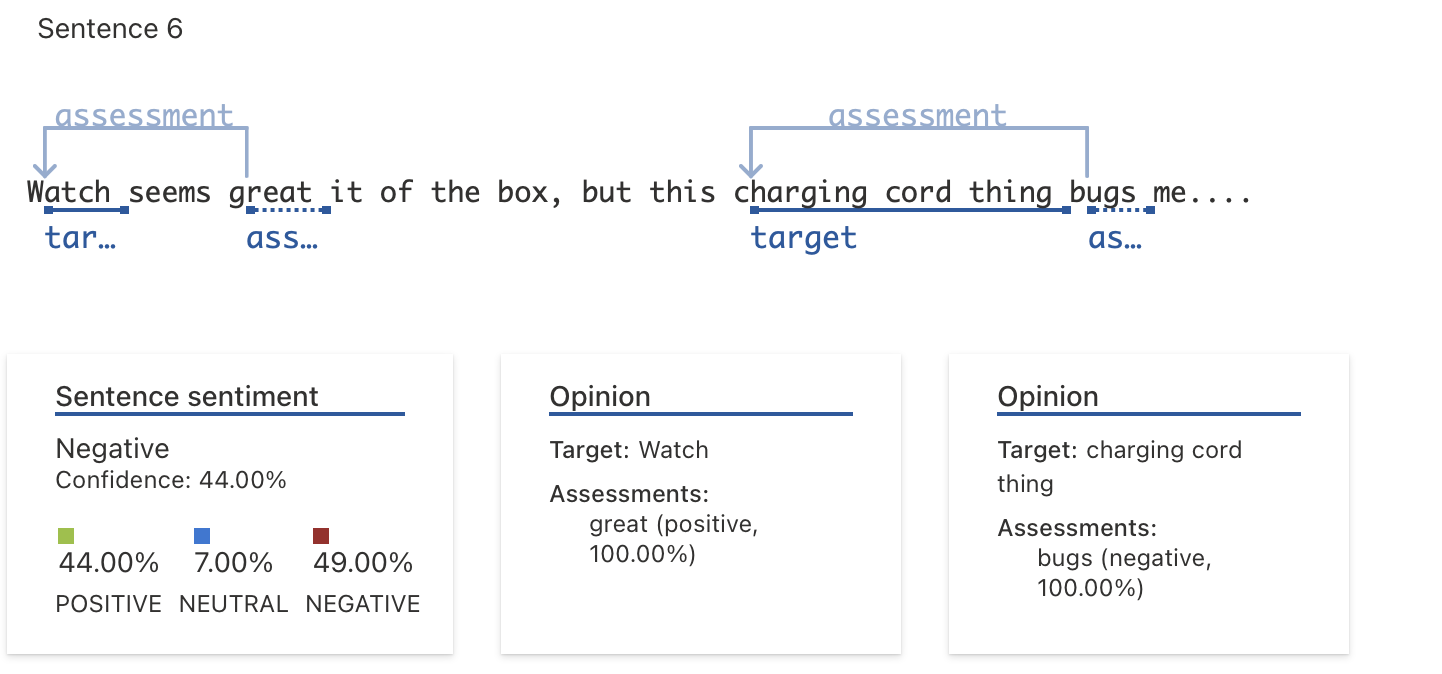 Sentence 6
assessment assessment
Watch seems great it of the box, but this charging cord thing bugs me....
tar… ass… target as…
Sentence sentiment
Negative
Confidence: 44.00%
44.00% 7.00% 49.00%
POSITIVE NEUTRAL NEGATIVE
Opinion
Target: Watch
Assessments:
great (positive,
100.00%)
Opinion
Target: charging cord
thing
Assessments:
bugs (negative,
100.00%)